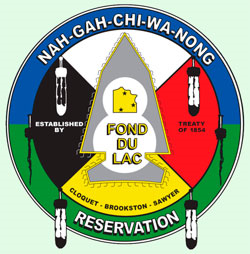 NAH-GAH-CHI-WA-NONG
ESTABLISHED
BY
TREATY
OF 1854
FOND
DU
LAC
CLOQUET - BROOKSTON - SAWYER
RESERVATION